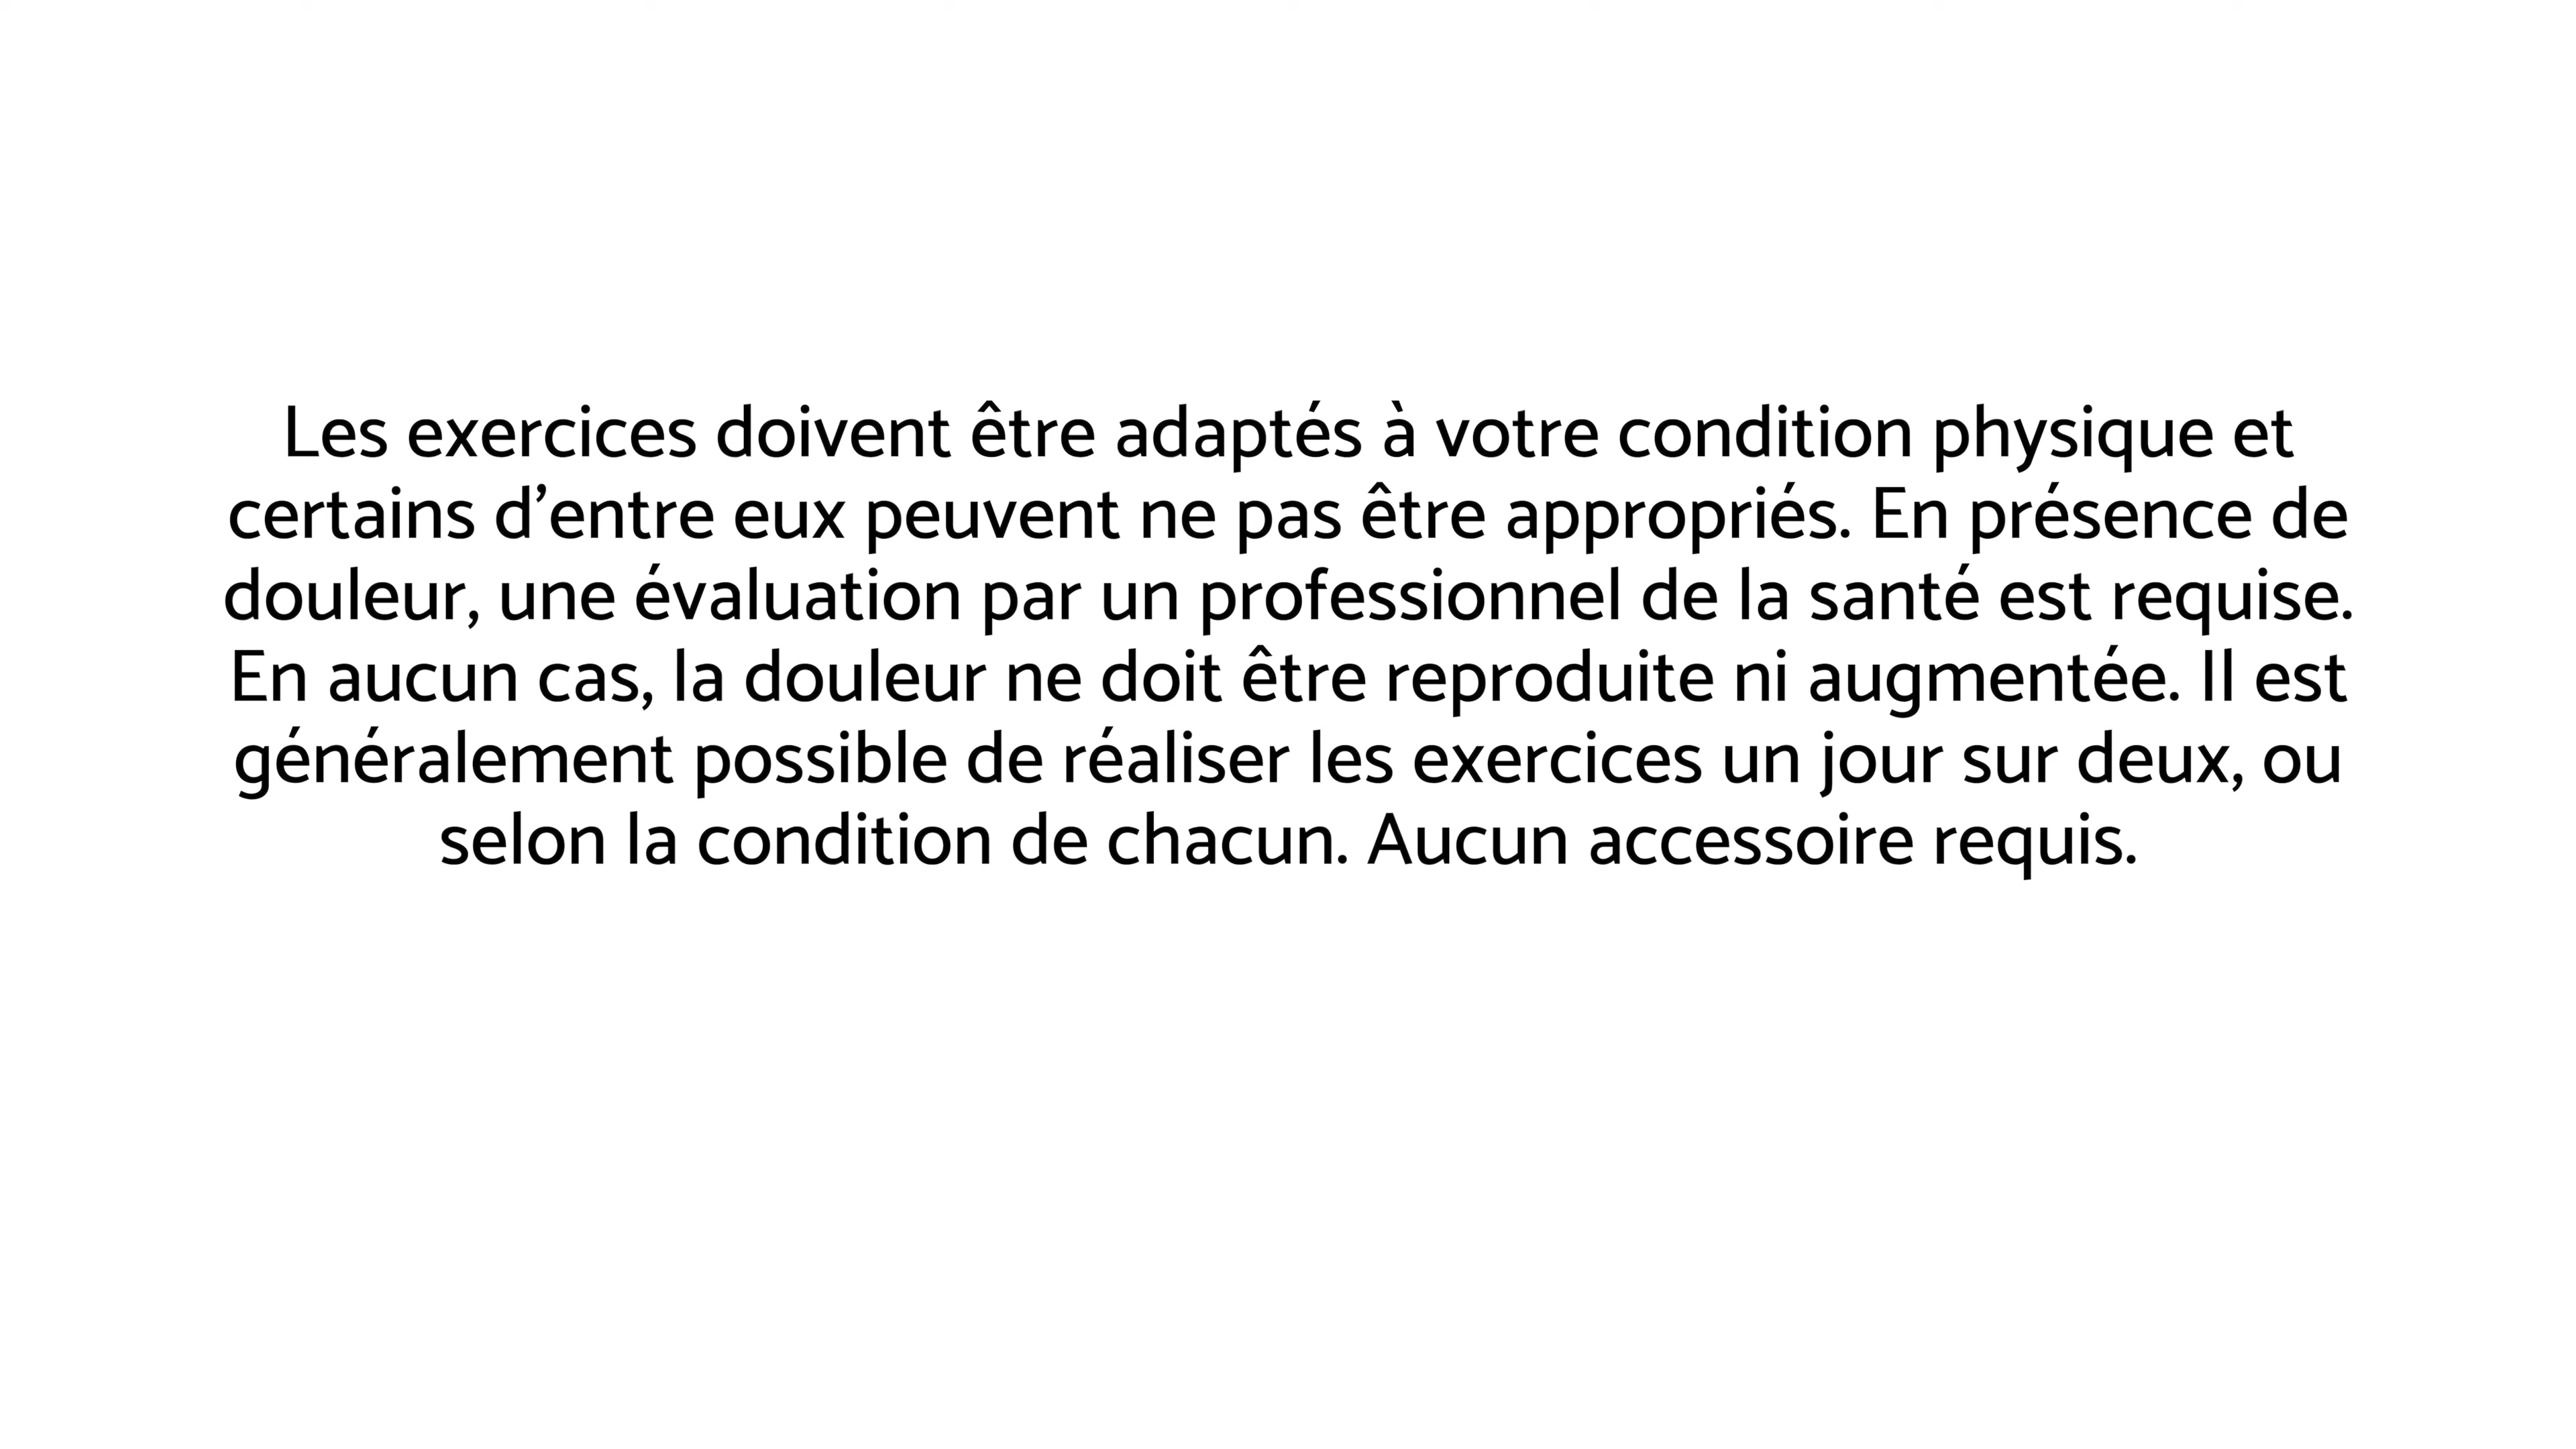 Les exercices doivent être adaptés à votre condition physique et
certains d’entre eux peuvent ne pas être appropriés. En présence de
douleur, une évaluation par un professionnel de la santé est requise.
En aucun cas, la douleur ne doit être reproduite ni augmentée. Il est
généralement possible de réaliser les exercices un jour sur deux, ou
selon la condition de chacun. Aucun accessoire requis.